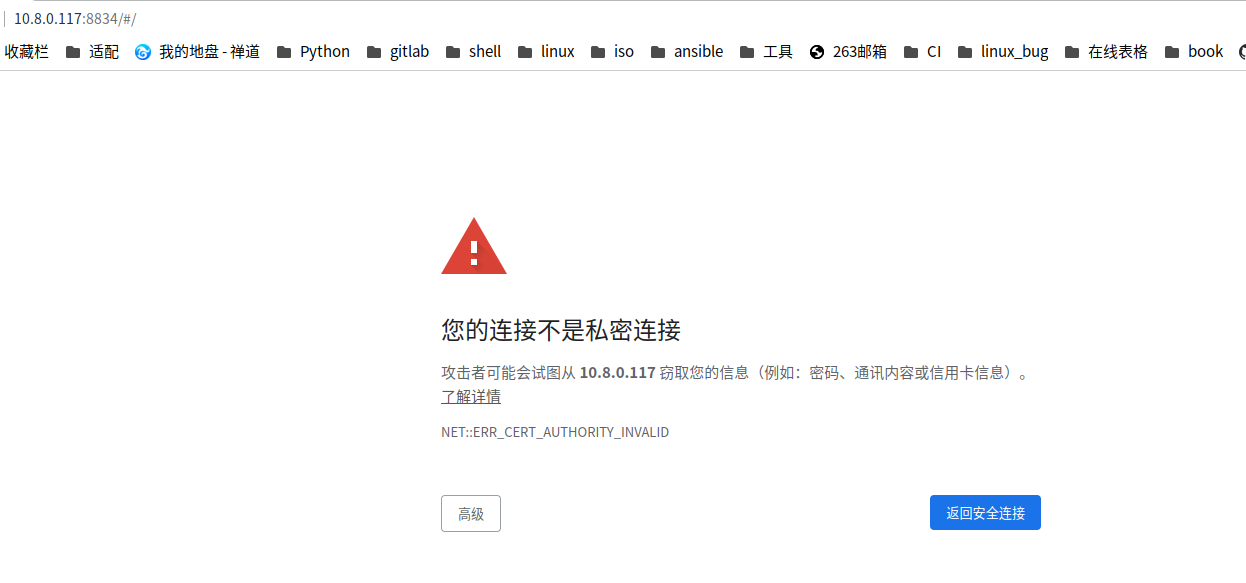 10.8.0.117:8834/#/
收藏栏 适配 我的地盘 - 禅道 Python gitlab shell linux iso ansible 工具 263邮箱 CI linux_bug 在线表格 book
您的连接不是私密连接
攻击者可能会试图从 10.8.0.117 窃取您的信息（例如：密码、通讯内容或信用卡信息）。
了解详情
NET::ERR_CERT_AUTHORITY_INVALID
高级 返回安全连接